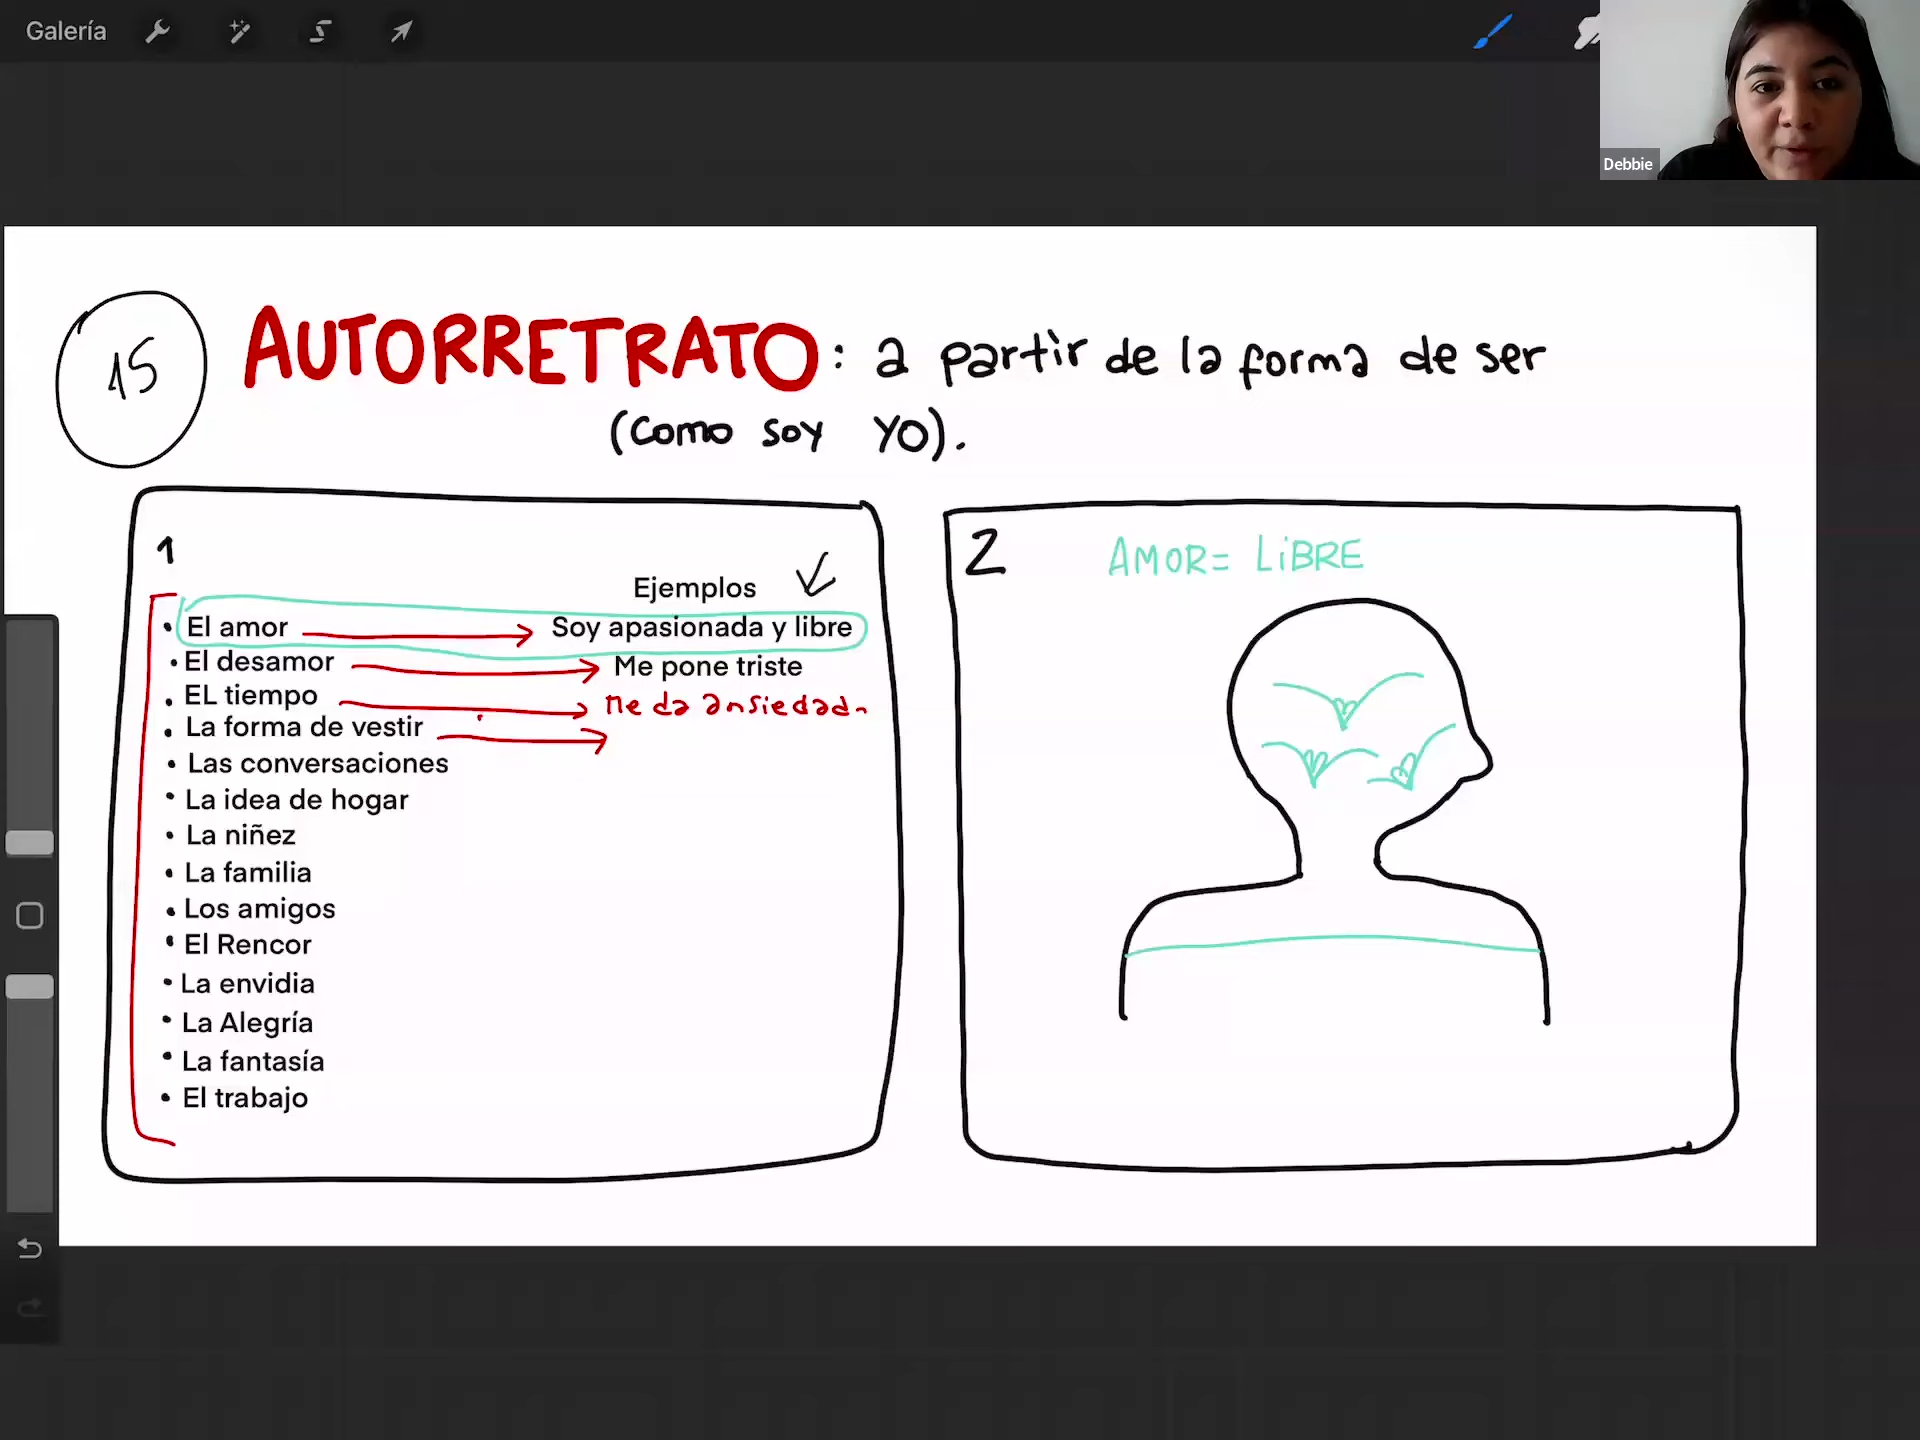 Galería
Debbie
15
AUTORRETRATO: a partir de la forma de ser
(como soy YO).
1
Ejemplos
• El amor → Soy apasionada y libre
• El desamor → Me pone triste
• EL tiempo → Me da ansiedad.
• La forma de vestir →
• Las conversaciones
• La idea de hogar
• La niñez
• La familia
• Los amigos
• El Rencor
• La envidia
• La Alegría
• La fantasía
• El trabajo
2
AMOR= LiBRE